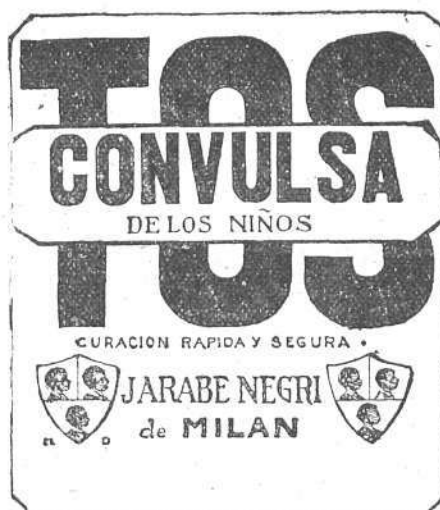 TOS
CONVULSA
DE LOS NIÑOS
CURACION RAPIDA Y SEGURA.
JARABE NEGRI
de MILAN